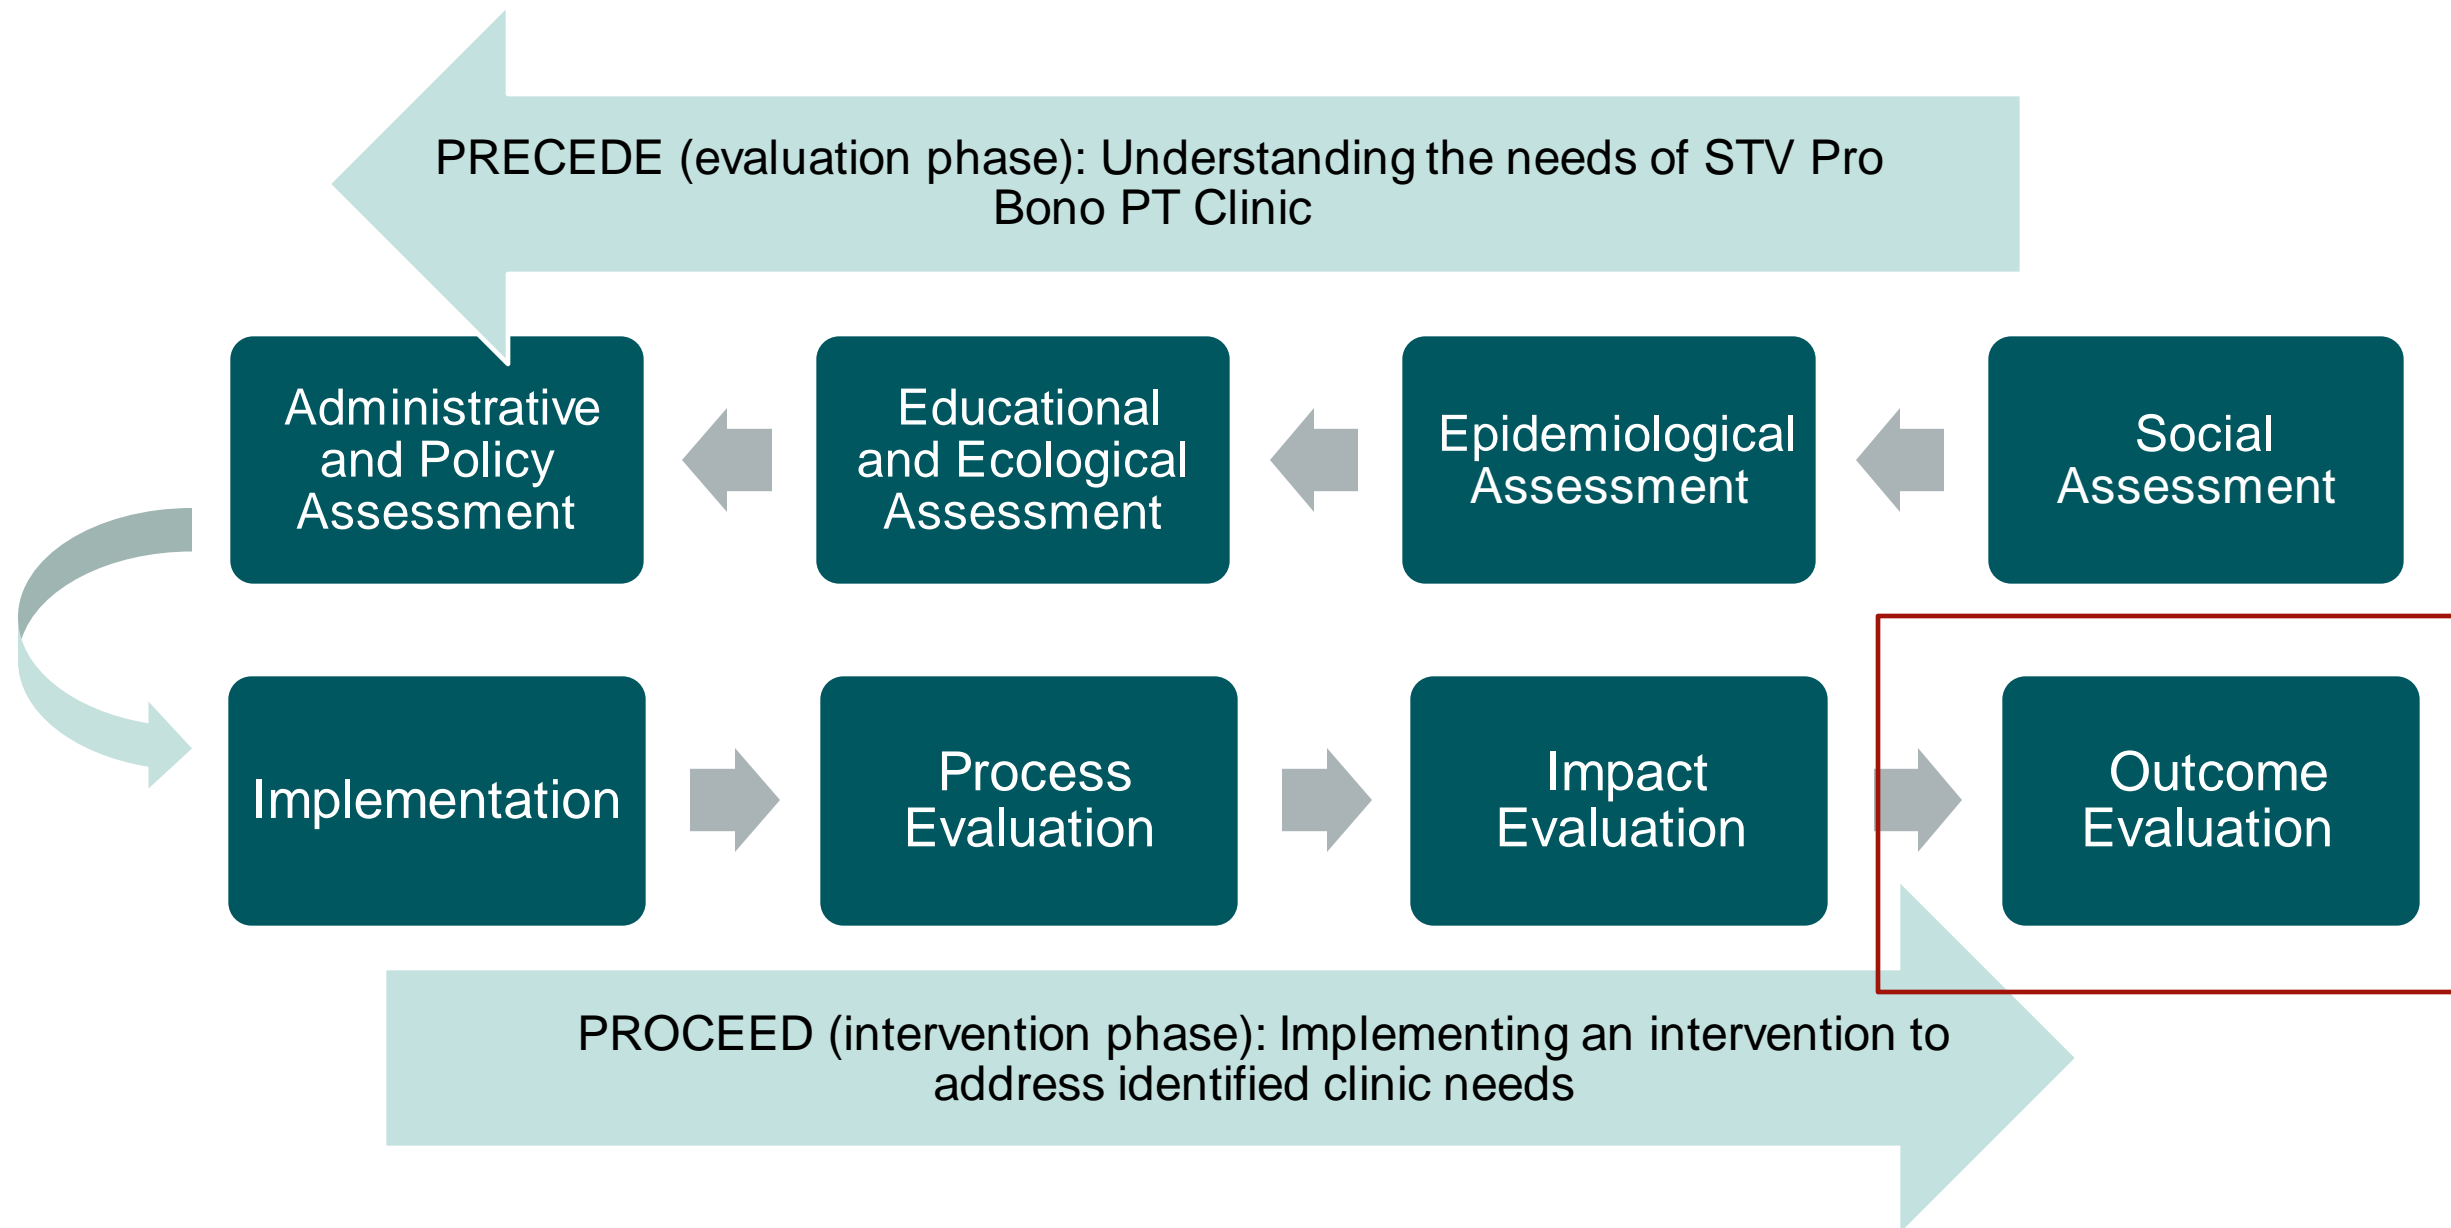 PRECEDE (evaluation phase): Understanding the needs of STV Pro
Bono PT Clinic
Administrative
and Policy
Assessment
Educational
and Ecological
Assessment
Epidemiological
Assessment
Social
Assessment
Implementation
Process
Evaluation
Impact
Evaluation
Outcome
Evaluation
PROCEED (intervention phase): Implementing an intervention to
address identified clinic needs